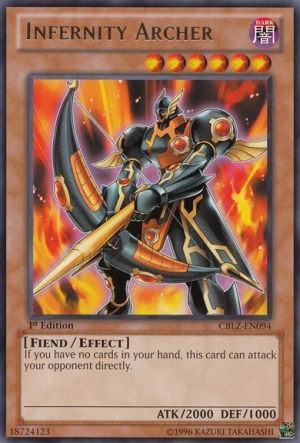 INFERNITY ARCHER
DARK
闇
1st Edition
CBLZ-EN094
[FIEND / EFFECT]
If you have no cards in your hand, this card can attack
your opponent directly.
ATK/2000 DEF/1000
18724123
©1996 KAZUKI TAKAHASHI